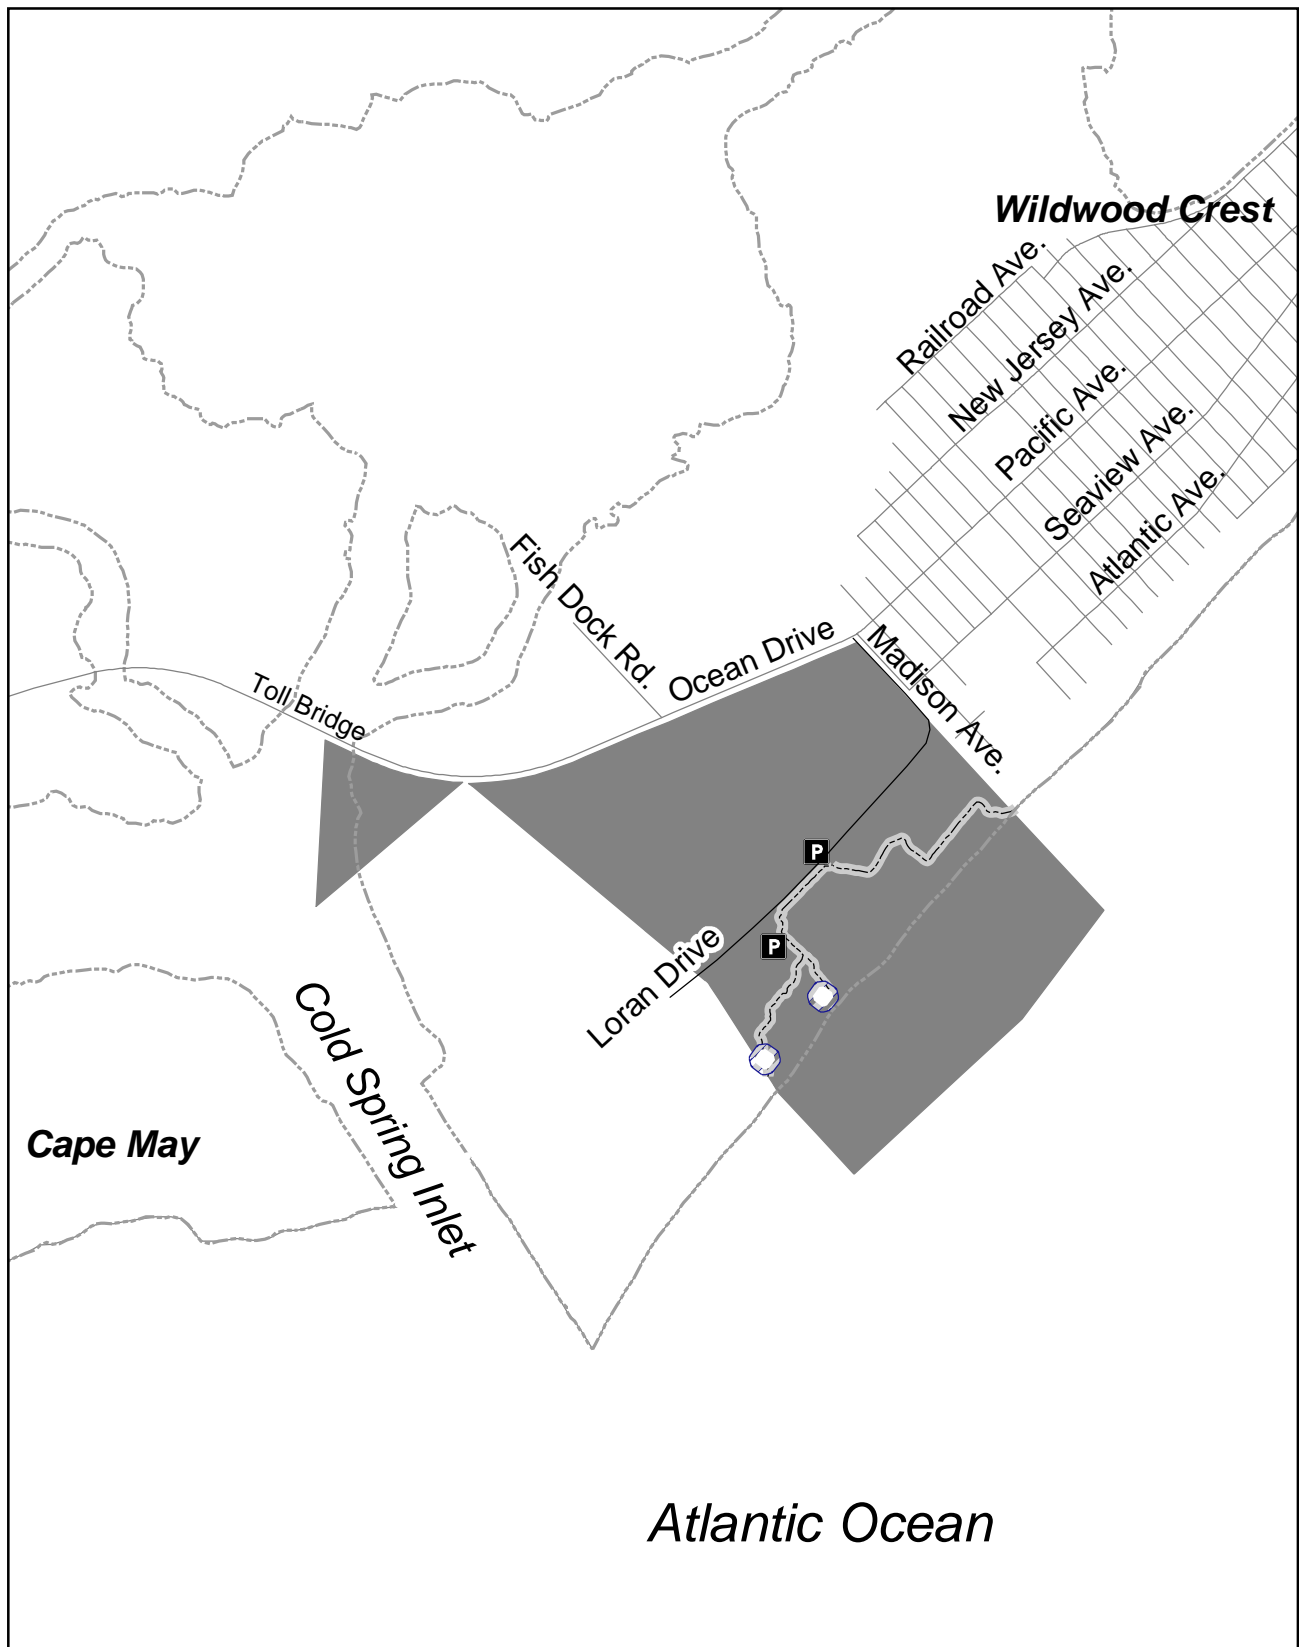 Wildwood Crest
Railroad Ave.
New Jersey Ave.
Pacific Ave.
Seaview Ave.
Atlantic Ave.
Fish Dock Rd.
Ocean Drive
Madison Ave.
Toll Bridge
P
P
Loran Drive
Cold Spring Inlet
Cape May
Atlantic Ocean